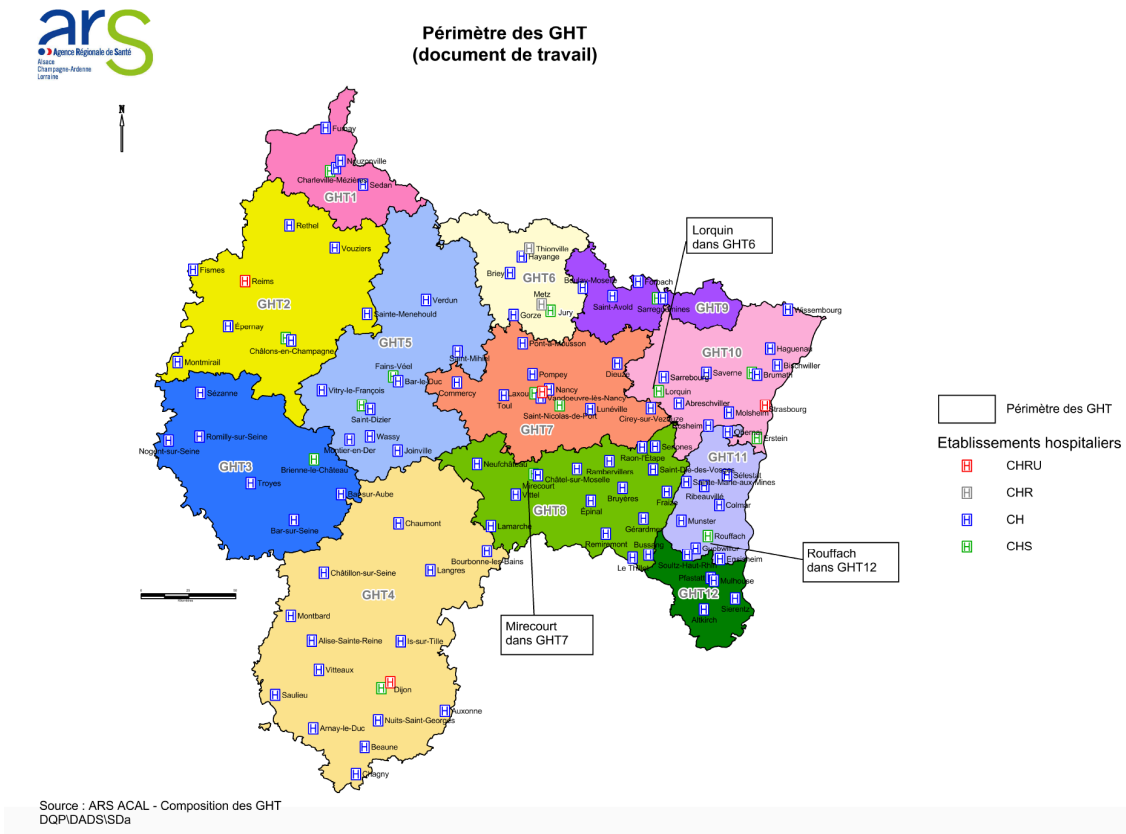 ars
Agence Régionale de Santé
Alsace
Champagne-Ardenne
Lorraine
Périmètre des GHT
(document de travail)
N
Fumay
Nouzonville
Charleville-Mézières
Sedan
GHT1
Rethel
Vouziers
Fismes
Reims
GHT2
Sainte-Menehould
Épernay
Châlons-en-Champagne
Montmirail
Verdun
GHT5
Saint-Mihiel
Fains-Véel
Bar-le-Duc
Vitry-le-François
Saint-Dizier
Montier-en-Der
Wassy
Joinville
Thionville
Hayange
Briey
GHT6
Metz
Jury
Gorze
Boulay-Moselle
Forbach
Saint-Avold
Sarreguemines
GHT9
Lorquin
dans GHT6
Wissembourg
Haguenau
GHT10
Bischwiller
Sarrebourg
Saverne
Brumath
Lorquin
Abreschviller
Molsheim
Strasbourg
Rosheim
Obernai
Erstein
Pont-à-Mousson
Dieuze
Pompey
Commercy
Laxou
Nancy
Vandoeuvre-lès-Nancy
Toul
Saint-Nicolas-de-Port
Lunéville
Cirey-sur-Vezouze
GHT7
Sézanne
Romilly-sur-Seine
Nogent-sur-Seine
Brienne-le-Château
GHT3
Troyes
Bar-sur-Aube
Bar-sur-Seine
Neufchâteau
Senones
Raon-l'Étape
Rambervillers
Saint-Dié-des-Vosges
Châtel-sur-Moselle
Mirecourt
Vittel
Bruyères
Fraize
GHT8
Épinal
Gérardmer
Lamarche
Remiremont
Bussang
Le Thillot
GHT11
Sélestat
Sainte-Marie-aux-Mines
Ribeauvillé
Colmar
Munster
Rouffach
Guebwiller
Soultz-Haut-Rhin
Ensisheim
Rouffach
dans GHT12
Pfastatt
Mulhouse
GHT12
Sierentz
Altkirch
Mirecourt
dans GHT7
Chaumont
Bourbonne-les-Bains
Châtillon-sur-Seine
Langres
GHT4
Montbard
Alise-Sainte-Reine
Is-sur-Tille
Vitteaux
Dijon
Saulieu
Auxonne
Nuits-Saint-Georges
Arnay-le-Duc
Beaune
Chagny
Périmètre des GHT
Etablissements hospitaliers
CHRU
CHR
CH
CHS
Source : ARS ACAL - Composition des GHT
DQP\DADS\SDa